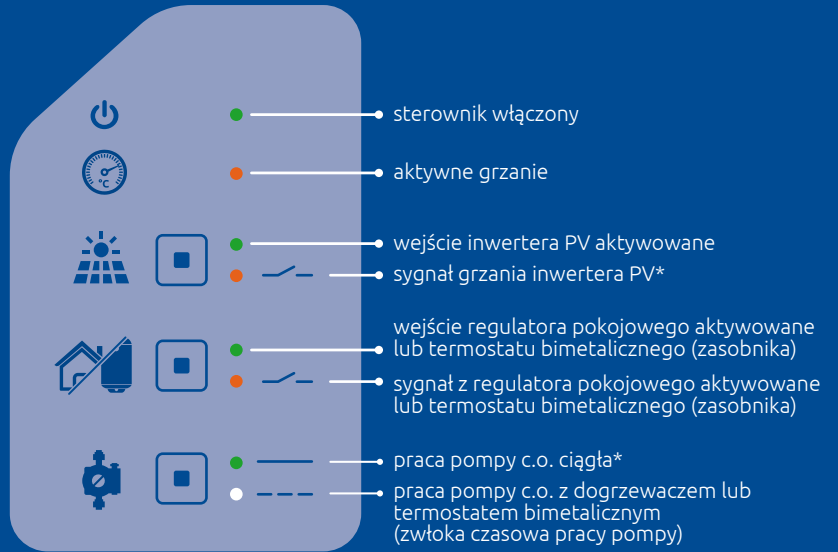 sterownik włączony
°C
aktywne grzanie
wejście inwertera PV aktywowane
sygnał grzania inwertera PV*
wejście regulatora pokojowego aktywowane
lub termostatu bimetalicznego (zasobnika)
sygnał z regulatora pokojowego aktywowane
lub termostatu bimetalicznego (zasobnika)
praca pompy c.o. ciągła*
praca pompy c.o. z dogrzewaczem lub
termostatem bimetalicznym
(zwłoka czasowa pracy pompy)